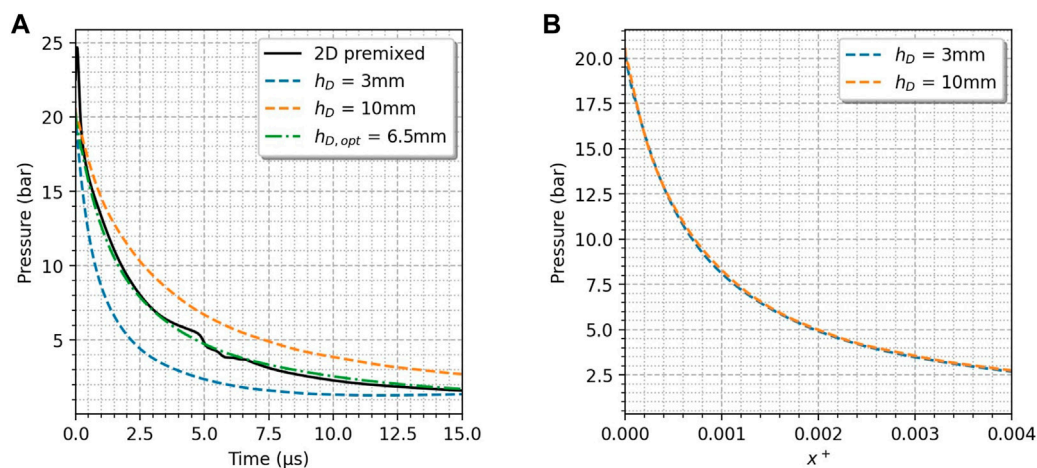 A
25
20
15
10
5
Pressure (bar)
0.0 2.5 5.0 7.5 10.0 12.5 15.0
Time (µs)
2D premixed
h_D = 3mm
h_D = 10mm
h_{D,opt} = 6.5mm
B
20.0
17.5
15.0
12.5
10.0
7.5
5.0
2.5
Pressure (bar)
0.000 0.001 0.002 0.003 0.004
x⁺
h_D = 3mm
h_D = 10mm